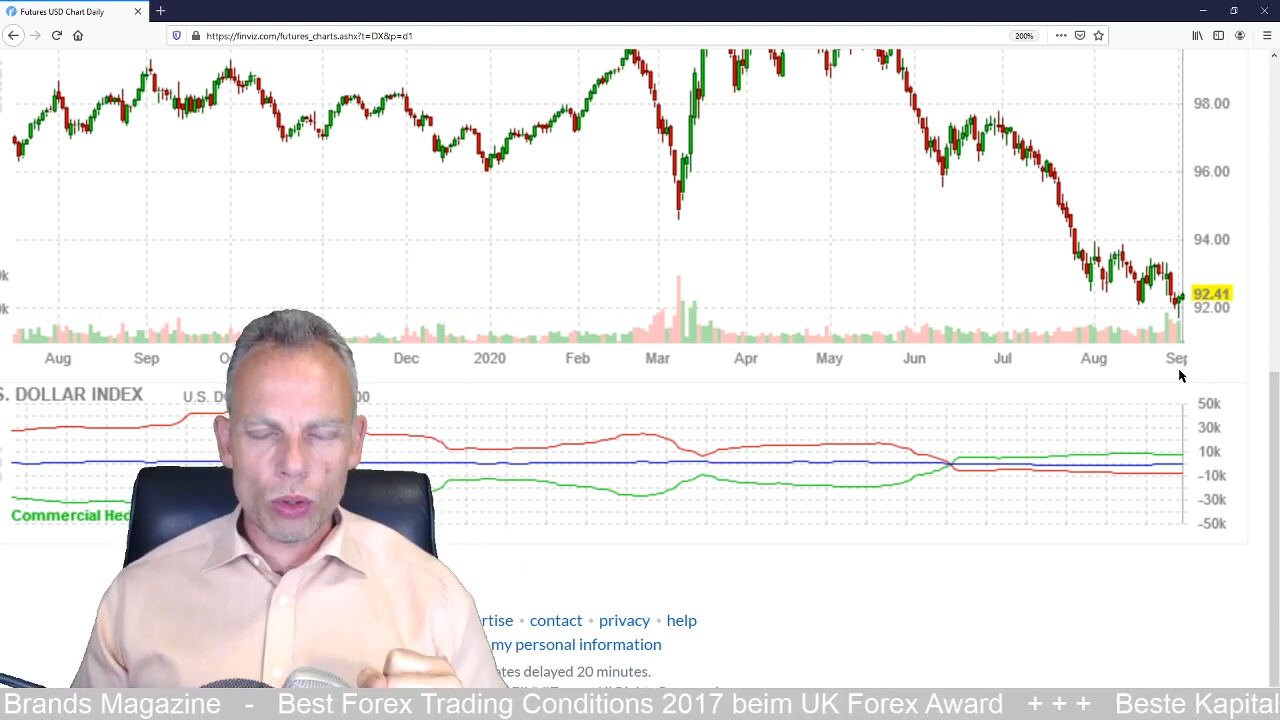 Futures USD Chart Daily
https://finviz.com/futures_charts.ashx?t=DX&p=d1
200%
98.00
96.00
94.00
92.41
92.00
Aug Sep Dec 2020 Feb Mar Apr May Jun Jul Aug Sep
S. DOLLAR INDEX
U.S. D
00
50k
30k
10k
-10k
-30k
-50k
Commercial Hed
rtise • contact • privacy • help
my personal information
tes delayed 20 minutes.
Brands Magazine - Best Forex Trading Conditions 2017 beim UK Forex Award +++ Beste Kapital